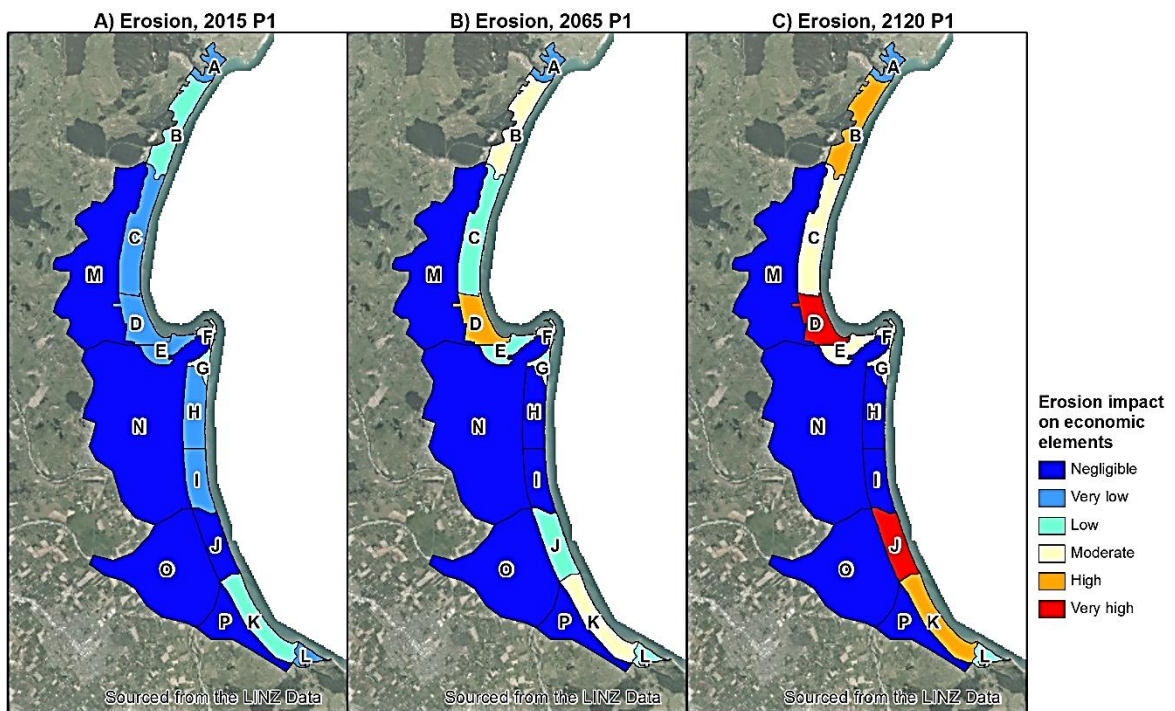 A) Erosion, 2015 P1
B) Erosion, 2065 P1
C) Erosion, 2120 P1
A
B
C
M
D
F
E
G
H
N
I
J
O
K
P
L
Sourced from the LINZ Data
A
B
C
M
D
F
E
G
H
N
I
J
O
K
P
L
Sourced from the LINZ Data
A
B
C
M
D
F
E
G
H
N
I
J
O
K
P
L
Sourced from the LINZ Data
Erosion impact
on economic
elements
Negligible
Very low
Low
Moderate
High
Very high